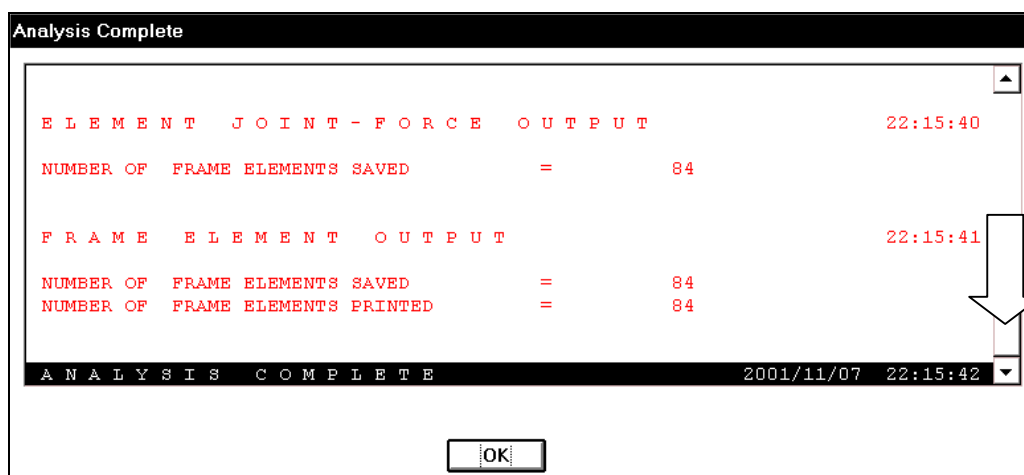 Analysis Complete
E L E M E N T   J O I N T - F O R C E   O U T P U T   22:15:40
NUMBER OF FRAME ELEMENTS SAVED = 84
F R A M E   E L E M E N T   O U T P U T   22:15:41
NUMBER OF FRAME ELEMENTS SAVED = 84
NUMBER OF FRAME ELEMENTS PRINTED = 84
A N A L Y S I S   C O M P L E T E   2001/11/07 22:15:42
OK